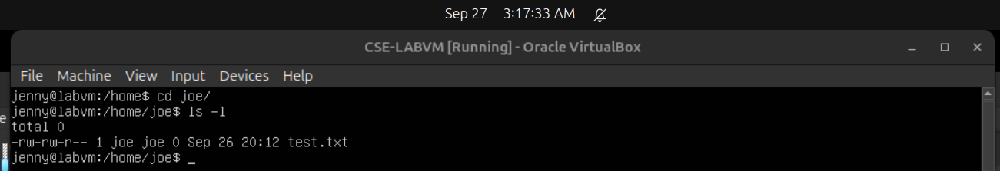 Sep 27 3:17:33 AM
CSE-LABVM [Running] - Oracle VirtualBox
File Machine View Input Devices Help
jenny@labvm:/home$ cd joe/
jenny@labvm:/home/joe$ ls -l
total 0
-rw-rw-r-- 1 joe joe 0 Sep 26 20:12 test.txt
jenny@labvm:/home/joe$ _